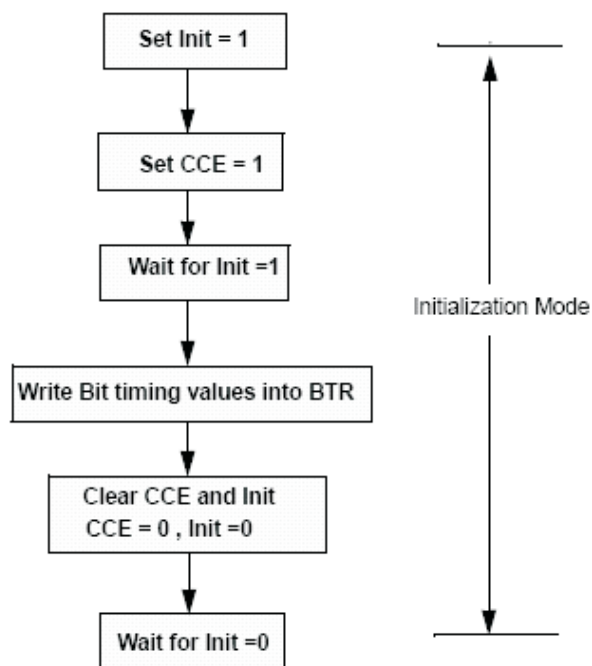 Set Init = 1
Set CCE = 1
Wait for Init =1
Initialization Mode
Write Bit timing values into BTR
Clear CCE and Init
CCE = 0 , Init =0
Wait for Init =0